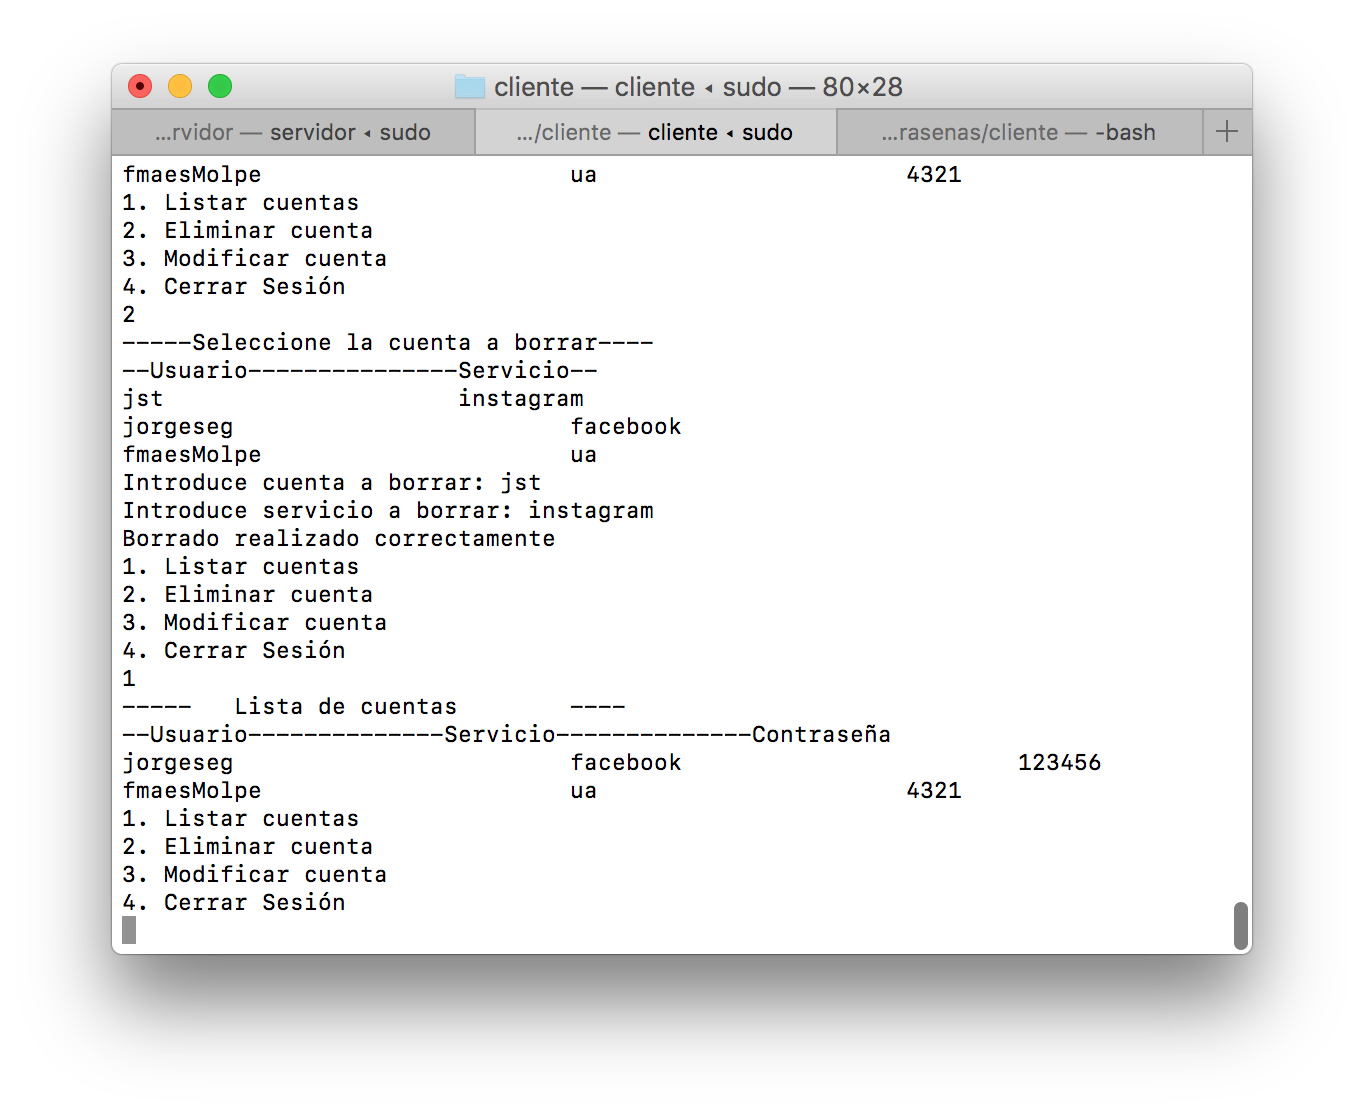 cliente — cliente ◂ sudo — 80×28
...rvidor — servidor ◂ sudo .../cliente — cliente ◂ sudo ...rasenas/cliente — -bash +
fmaesMolpe                      ua                      4321
1. Listar cuentas
2. Eliminar cuenta
3. Modificar cuenta
4. Cerrar Sesión
2
-----Seleccione la cuenta a borrar----
--Usuario---------------Servicio--
jst                     instagram
jorgeseg                        facebook
fmaesMolpe                      ua
Introduce cuenta a borrar: jst
Introduce servicio a borrar: instagram
Borrado realizado correctamente
1. Listar cuentas
2. Eliminar cuenta
3. Modificar cuenta
4. Cerrar Sesión
1
-----   Lista de cuentas        ----
--Usuario--------------Servicio--------------Contraseña
jorgeseg                        facebook                        123456
fmaesMolpe                      ua                      4321
1. Listar cuentas
2. Eliminar cuenta
3. Modificar cuenta
4. Cerrar Sesión